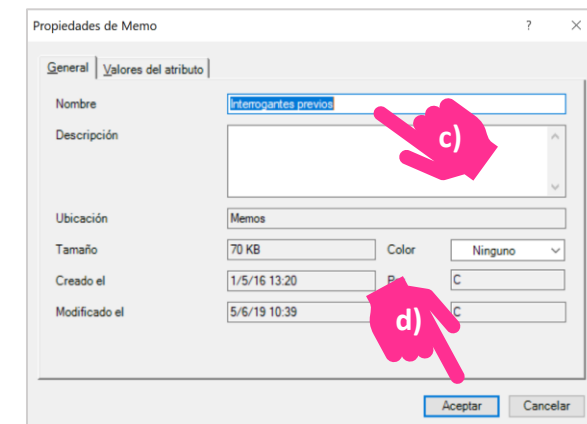 Propiedades de Memo ? ×
General Valores del atributo
Nombre Interrogantes previos
c)
Descripción
Ubicación Memos
Tamaño 70 KB Color Ninguno
Creado el 1/5/16 13:20 C
Modificado el 5/6/19 10:39 C
d)
Aceptar Cancelar